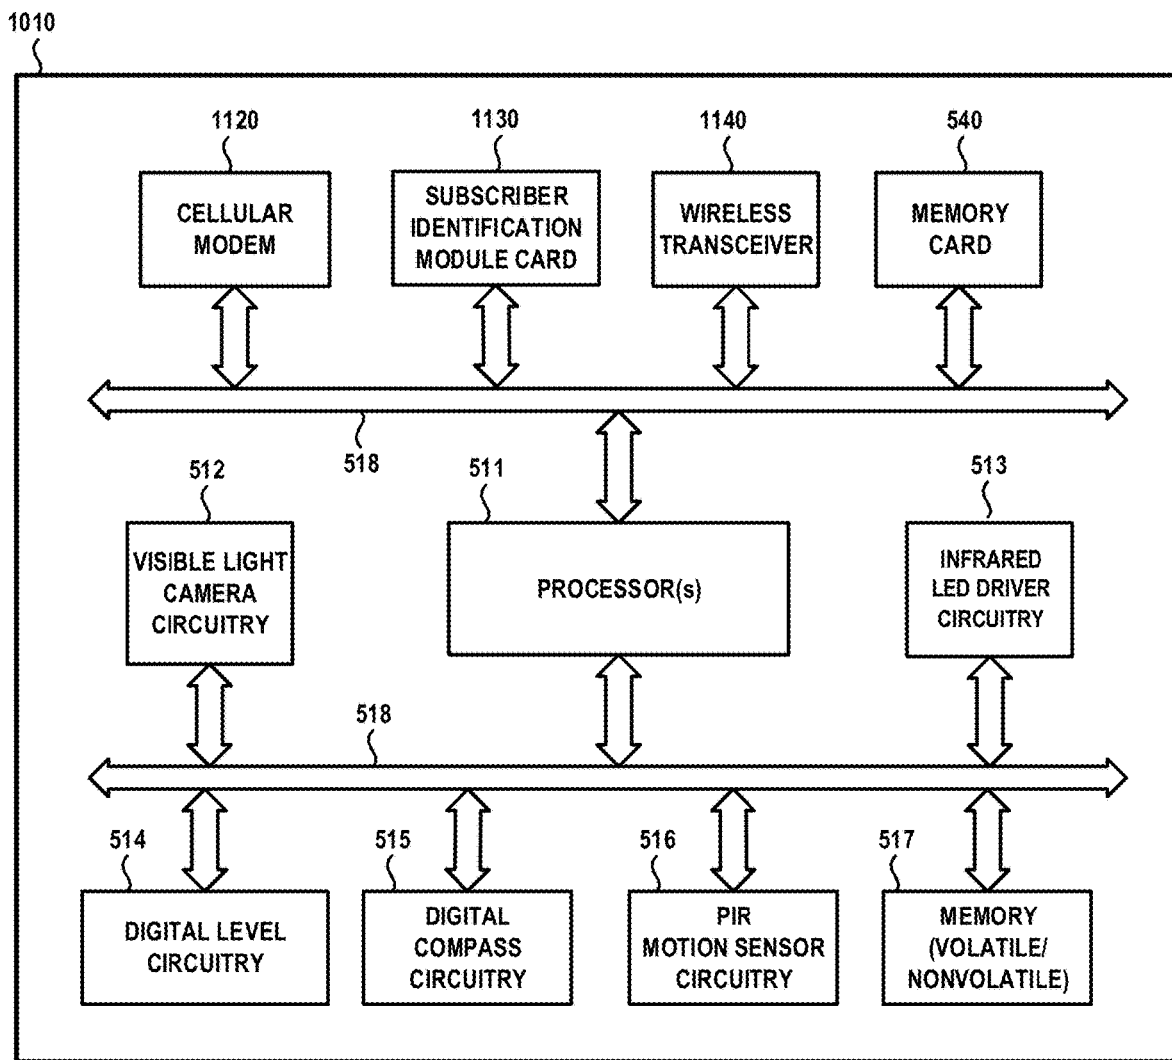 1010
1120
1130
1140
540
CELLULAR
MODEM
SUBSCRIBER
IDENTIFICATION
MODULE CARD
WIRELESS
TRANSCEIVER
MEMORY
CARD
518
512
511
513
VISIBLE LIGHT
CAMERA
CIRCUITRY
PROCESSOR(s)
INFRARED
LED DRIVER
CIRCUITRY
518
514
515
516
517
DIGITAL LEVEL
CIRCUITRY
DIGITAL
COMPASS
CIRCUITRY
PIR
MOTION SENSOR
CIRCUITRY
MEMORY
(VOLATILE/
NONVOLATILE)